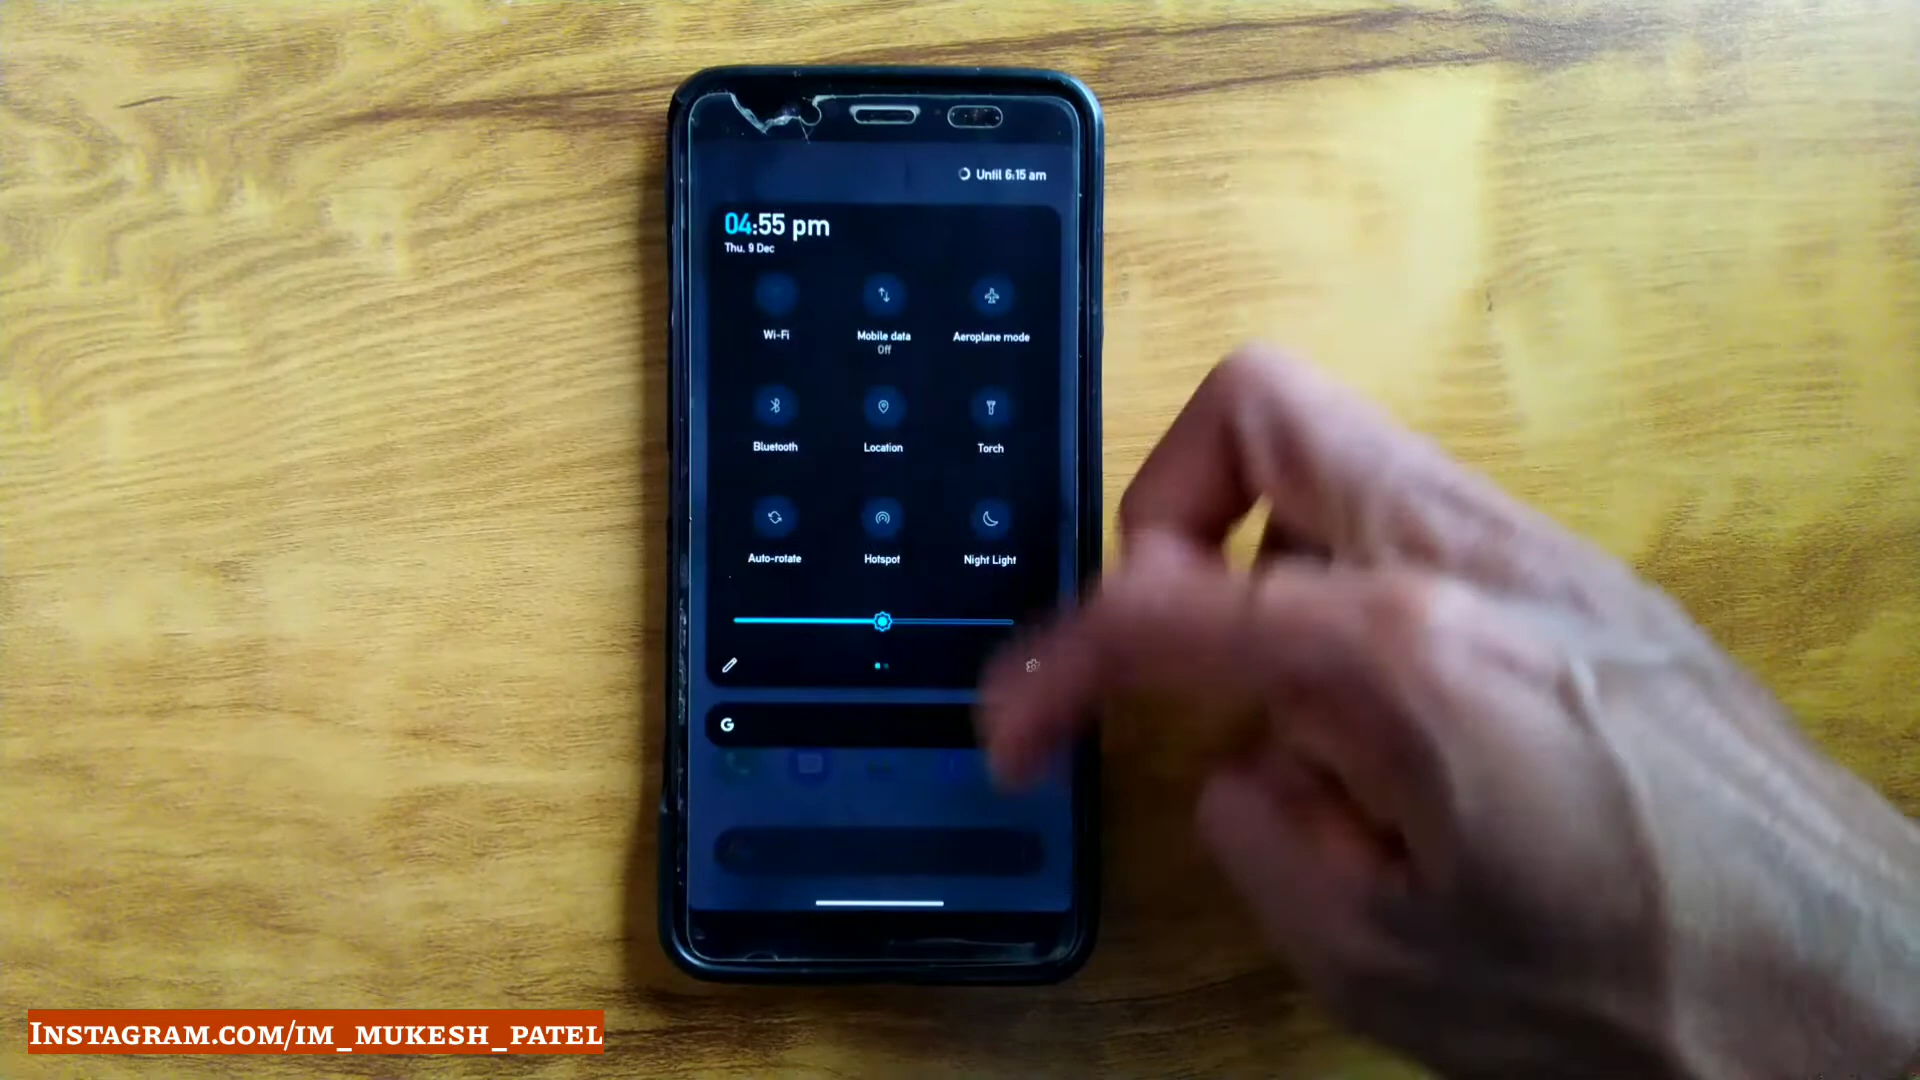 Until 6:15 am
04:55 pm
Thu, 9 Dec
Wi-Fi
Mobile data
Aeroplane mode
Off
Bluetooth
Location
Torch
Auto-rotate
Hotspot
Night Light
G
Instagram.com/im_mukesh_patel